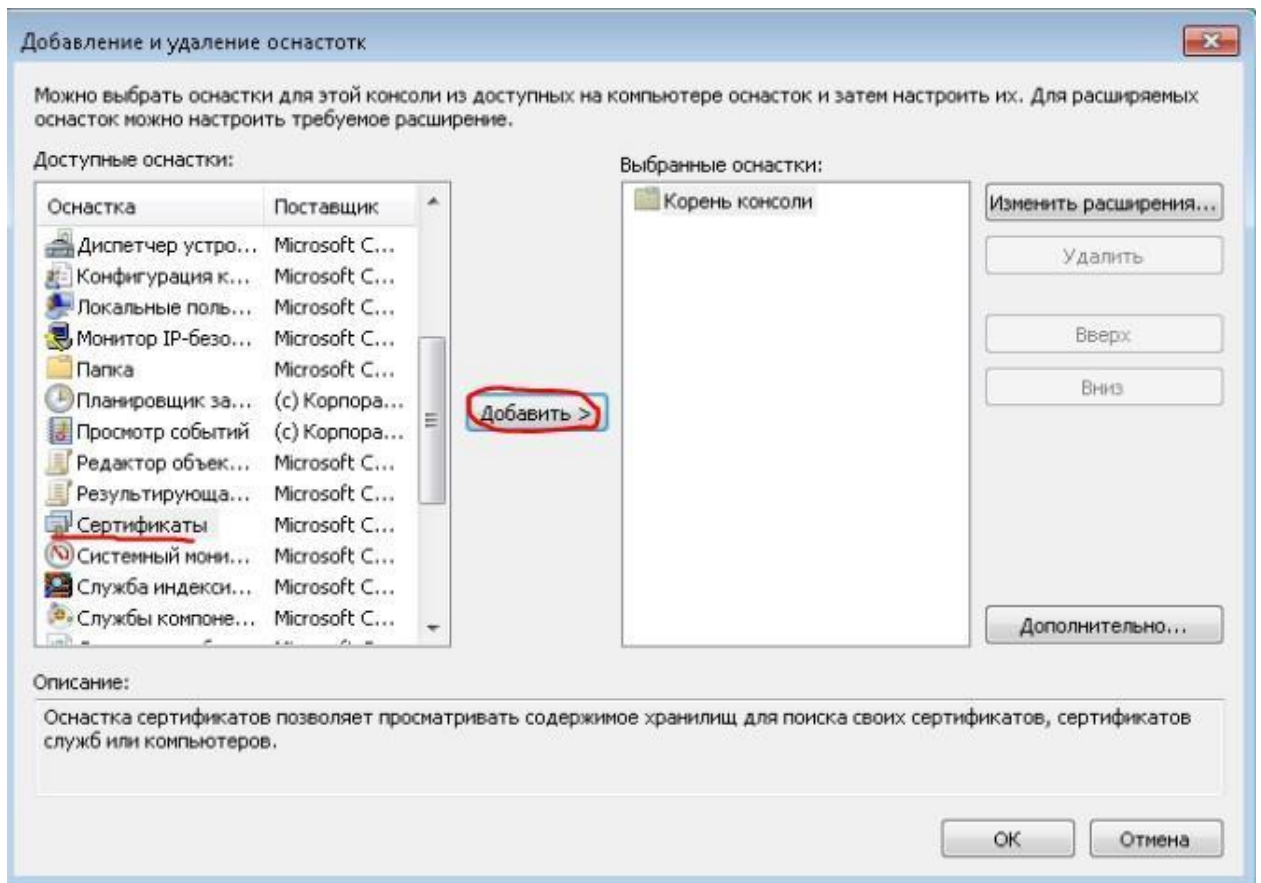 Добавление и удаление оснастотк
Можно выбрать оснастки для этой консоли из доступных на компьютере оснасток и затем настроить их. Для расширяемых
оснасток можно настроить требуемое расширение.
Доступные оснастки:
Выбранные оснастки:
Оснастка Поставщик
Диспетчер устро... Microsoft C...
Конфигурация к... Microsoft C...
Локальные поль... Microsoft C...
Монитор IP-безо... Microsoft C...
Папка Microsoft C...
Планировщик за... (c) Корпора...
Просмотр событий (c) Корпора...
Редактор объек... Microsoft C...
Результирующа... Microsoft C...
Сертификаты Microsoft C...
Системный мони... Microsoft C...
Служба индекси... Microsoft C...
Службы компоне... Microsoft C...
Добавить >
Корень консоли
Изменить расширения...
Удалить
Вверх
Вниз
Дополнительно...
Описание:
Оснастка сертификатов позволяет просматривать содержимое хранилищ для поиска своих сертификатов, сертификатов
служб или компьютеров.
ОК Отмена